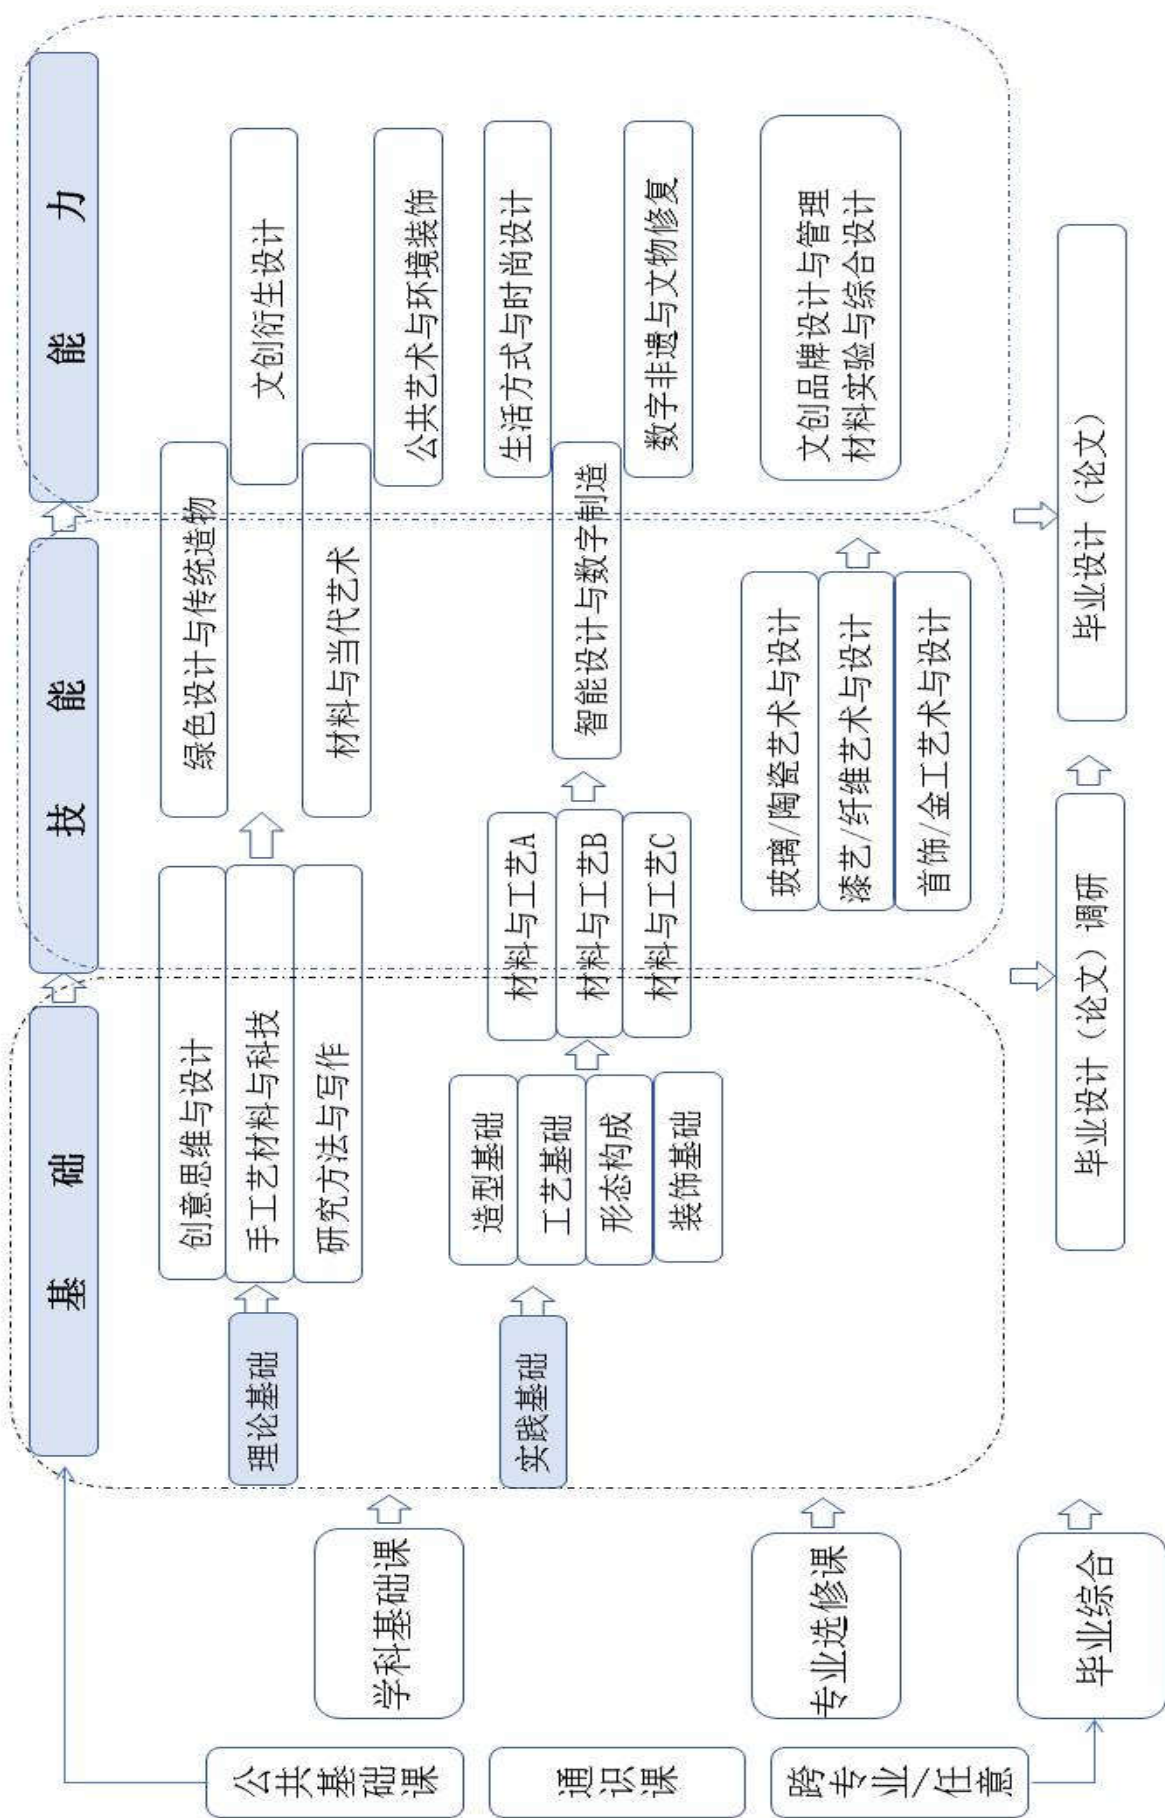 基 础
技 能
能 力
公共基础课
通识课
跨专业/任意
学科基础课
专业选修课
毕业综合
理论基础
创意思维与设计
手工艺材料与科技
研究方法与写作
绿色设计与传统造物
材料与当代艺术
文创衍生设计
公共艺术与环境装饰
实践基础
造型基础
工艺基础
形态构成
装饰基础
材料与工艺A
材料与工艺B
材料与工艺C
智能设计与数字制造
生活方式与时尚设计
数字非遗与文物修复
玻璃/陶瓷艺术与设计
漆艺/纤维艺术与设计
首饰/金工艺术与设计
文创品牌设计与管理
材料实验与综合设计
毕业设计（论文）调研
毕业设计（论文）